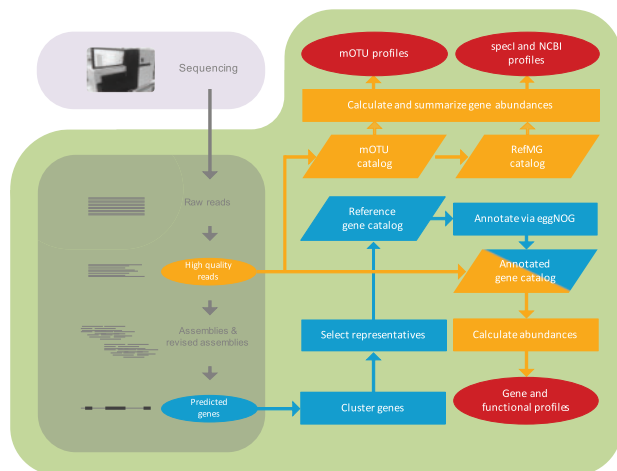 Sequencing
mOTU profiles
specI and NCBI
profiles
Calculate and summarize gene abundances
mOTU
catalog
RefMG
catalog
Raw reads
Reference
gene catalog
Annotate via eggNOG
High quality
reads
Annotated
gene catalog
Assemblies &
revised assemblies
Select representatives
Calculate abundances
Predicted
genes
Cluster genes
Gene and
functional profiles